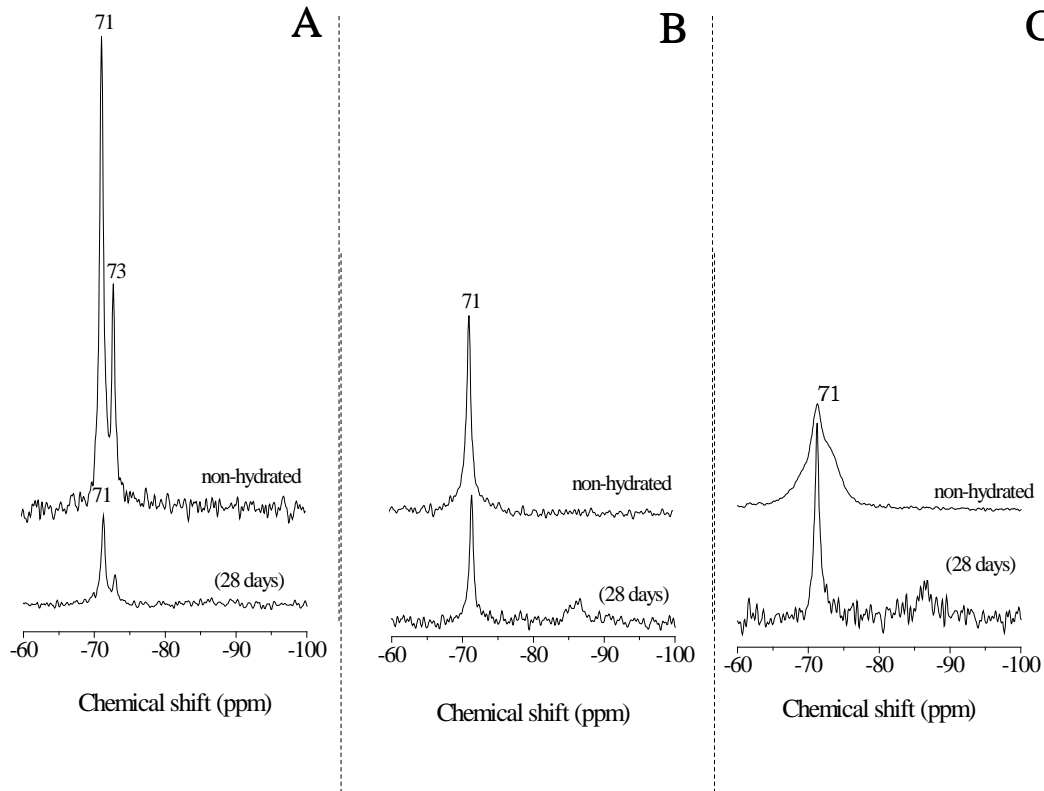 A
71
73
non-hydrated
71
(28 days)
-60 -70 -80 -90 -100
Chemical shift (ppm)
B
71
non-hydrated
(28 days)
-60 -70 -80 -90 -100
Chemical shift (ppm)
C
71
non-hydrated
(28 days)
-60 -70 -80 -90 -100
Chemical shift (ppm)